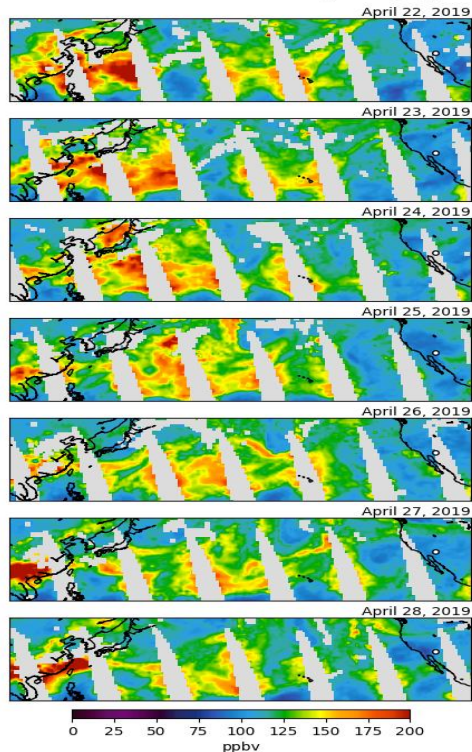 April 22, 2019
April 23, 2019
April 24, 2019
April 25, 2019
April 26, 2019
April 27, 2019
April 28, 2019
0 25 50 75 100 125 150 175 200
ppbv